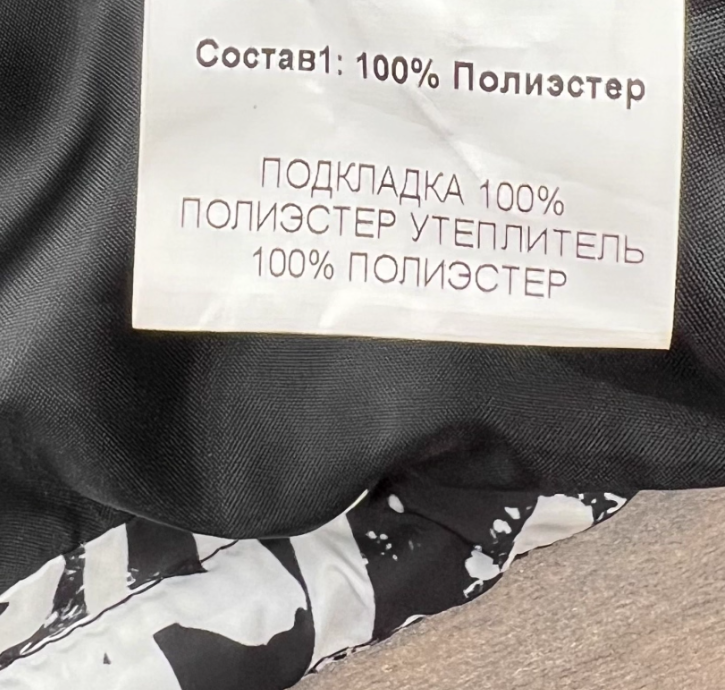 Состав1: 100% Полиэстер
ПОДКЛАДКА 100%
ПОЛИЭСТЕР УТЕПЛИТЕЛЬ
100% ПОЛИЭСТЕР